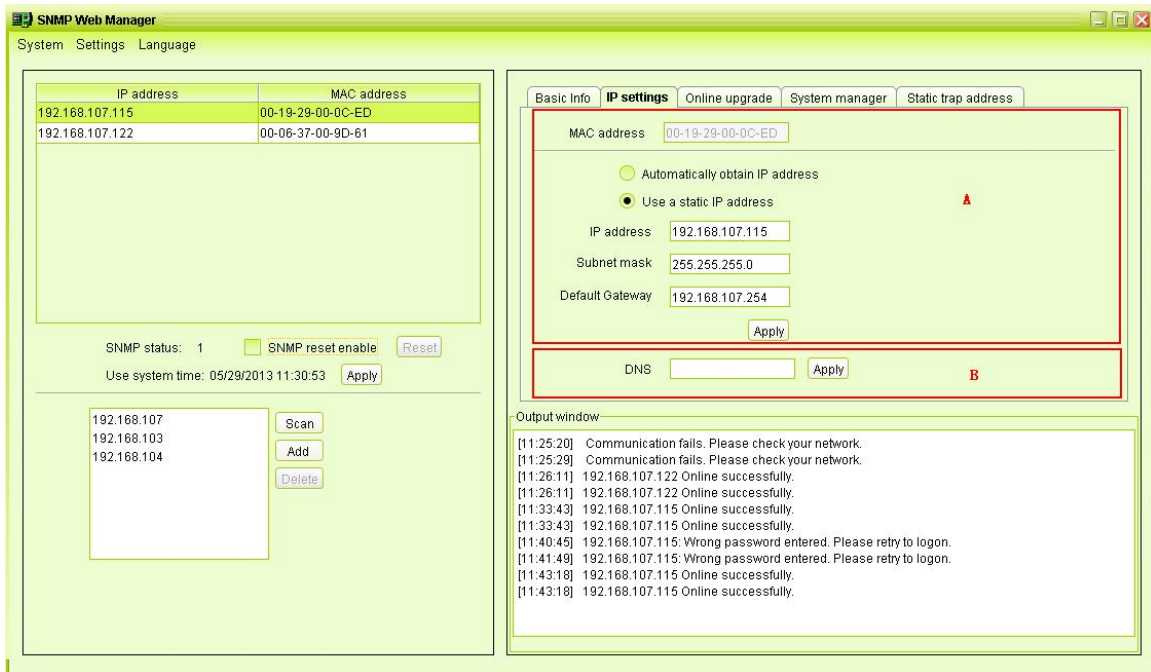 SNMP Web Manager
System Settings Language
IP address MAC address
192.168.107.115 00-19-29-00-0C-ED
192.168.107.122 00-06-37-00-9D-61
SNMP status: 1 SNMP reset enable Reset
Use system time: 05/29/2013 11:30:53 Apply
192.168.107
192.168.103
192.168.104
Scan
Add
Delete
Basic Info IP settings Online upgrade System manager Static trap address
MAC address 00-19-29-00-0C-ED
Automatically obtain IP address
Use a static IP address
A
IP address 192.168.107.115
Subnet mask 255.255.255.0
Default Gateway 192.168.107.254
Apply
DNS Apply
B
Output window
[11:25:20] Communication fails. Please check your network.
[11:25:29] Communication fails. Please check your network.
[11:26:11] 192.168.107.122 Online successfully.
[11:26:11] 192.168.107.122 Online successfully.
[11:33:43] 192.168.107.115 Online successfully.
[11:33:43] 192.168.107.115 Online successfully.
[11:40:45] 192.168.107.115: Wrong password entered. Please retry to logon.
[11:41:49] 192.168.107.115: Wrong password entered. Please retry to logon.
[11:43:18] 192.168.107.115 Online successfully.
[11:43:18] 192.168.107.115 Online successfully.